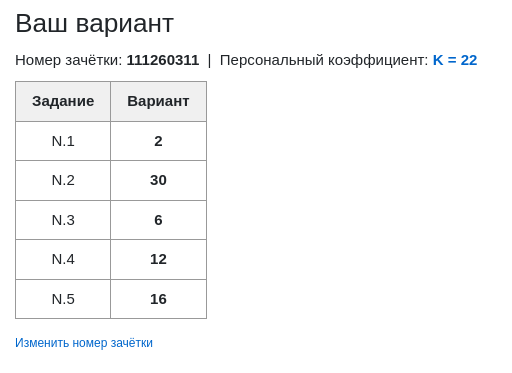 Ваш вариант
Номер зачётки: 111260311 | Персональный коэффициент: K = 22
Задание Вариант
N.1 2
N.2 30
N.3 6
N.4 12
N.5 16
Изменить номер зачётки